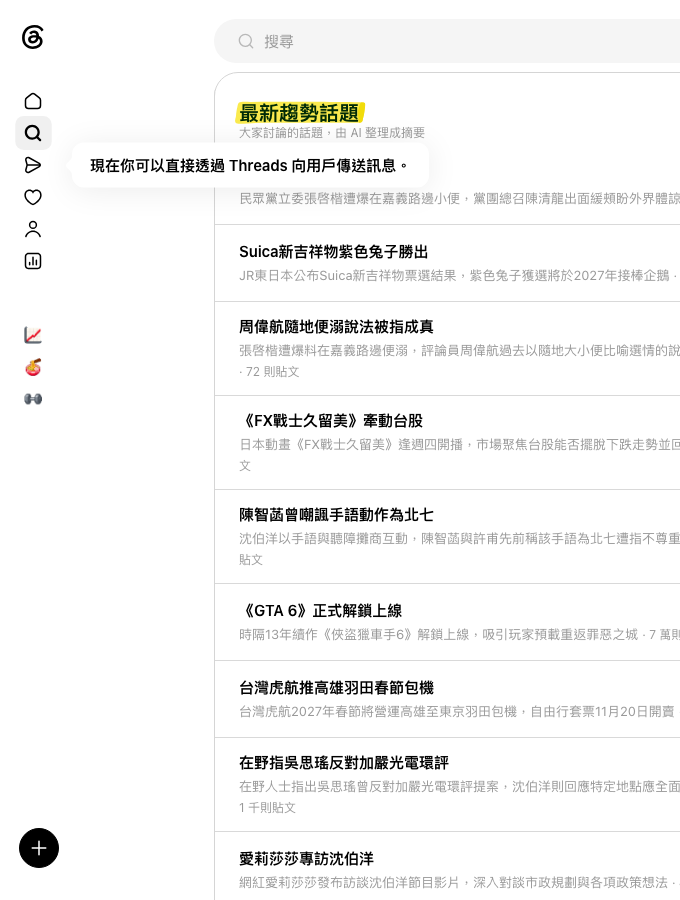 搜尋
最新趨勢話題
大家討論的話題，由 AI 整理成摘要
現在你可以直接透過 Threads 向用戶傳送訊息。
民眾黨立委張啓楷遭爆在嘉義路邊小便，黨團總召陳清龍出面緩頰盼外界體諒
Suica新吉祥物紫色兔子勝出
JR東日本公布Suica新吉祥物票選結果，紫色兔子獲選將於2027年接棒企鵝 ·
周偉航隨地便溺說法被指成真
張啓楷遭爆料在嘉義路邊便溺，評論員周偉航過去以隨地大小便比喻選情的說
· 72 則貼文
《FX戰士久留美》牽動台股
日本動畫《FX戰士久留美》逢週四開播，市場聚焦台股能否擺脫下跌走勢並回
文
陳智菡曾嘲諷手語動作為北七
沈伯洋以手語與聽障攤商互動，陳智菡與許甫先前稱該手語為北七遭指不尊重
貼文
《GTA 6》正式解鎖上線
時隔13年續作《俠盜獵車手6》解鎖上線，吸引玩家預載重返罪惡之城 · 7 萬則
台灣虎航推高雄羽田春節包機
台灣虎航2027年春節將營運高雄至東京羽田包機，自由行套票11月20日開賣
在野指吳思瑤反對加嚴光電環評
在野人士指出吳思瑤曾反對加嚴光電環評提案，沈伯洋則回應特定地點應全面
1 千則貼文
愛莉莎莎專訪沈伯洋
網紅愛莉莎莎發布訪談沈伯洋節目影片，深入對談市政規劃與各項政策想法 ·